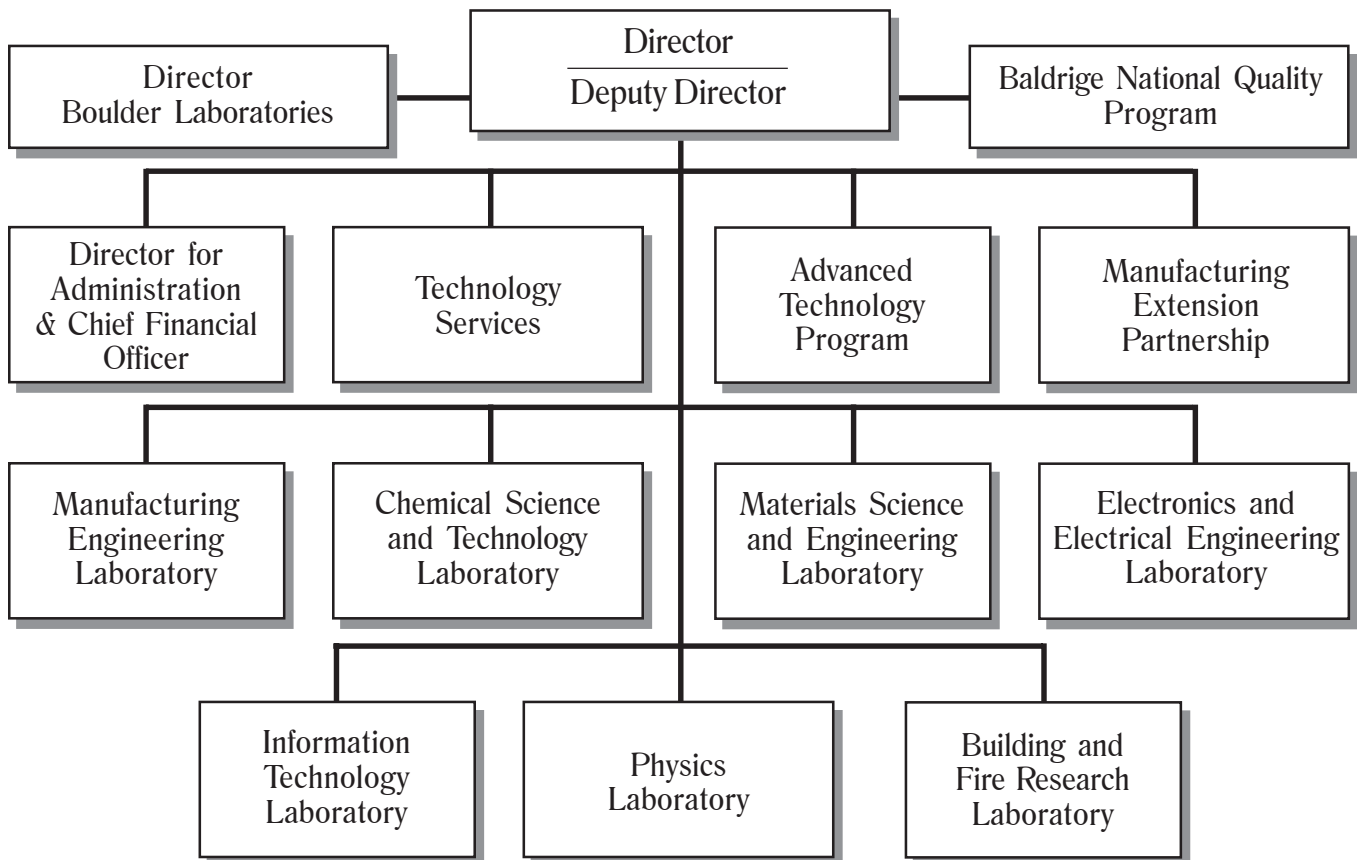 Director
Deputy Director
Director
Boulder Laboratories
Baldrige National Quality
Program
Director for
Administration
& Chief Financial
Officer
Technology
Services
Advanced
Technology
Program
Manufacturing
Extension
Partnership
Manufacturing
Engineering
Laboratory
Chemical Science
and Technology
Laboratory
Materials Science
and Engineering
Laboratory
Electronics and
Electrical Engineering
Laboratory
Information
Technology
Laboratory
Physics
Laboratory
Building and
Fire Research
Laboratory